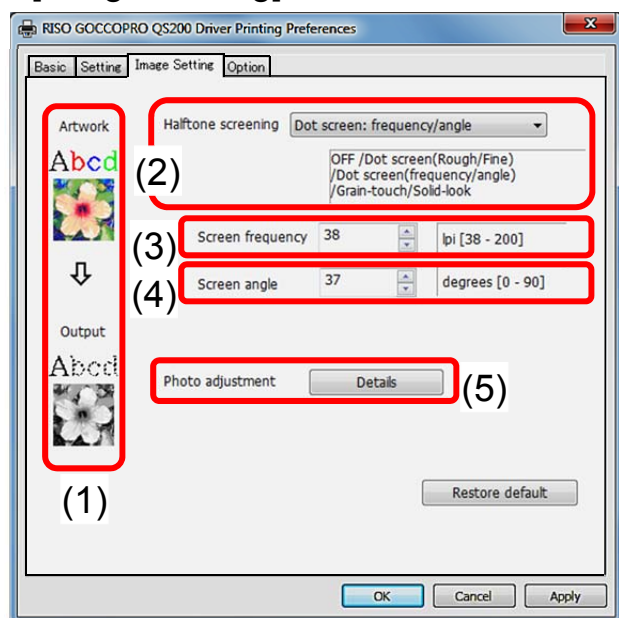 RISO GOCCOPRO QS200 Driver Printing Preferences
Basic Setting Image Setting Option
Artwork
Abcd
Halftone screening Dot screen: frequency/angle
(2)
OFF /Dot screen(Rough/Fine)
/Dot screen(frequency/angle)
/Grain-touch/Solid-look
(3)
Screen frequency 38 lpi [38 - 200]
(4)
Screen angle 37 degrees [0 - 90]
Output
Abcd
Photo adjustment Details (5)
(1)
Restore default
OK Cancel Apply